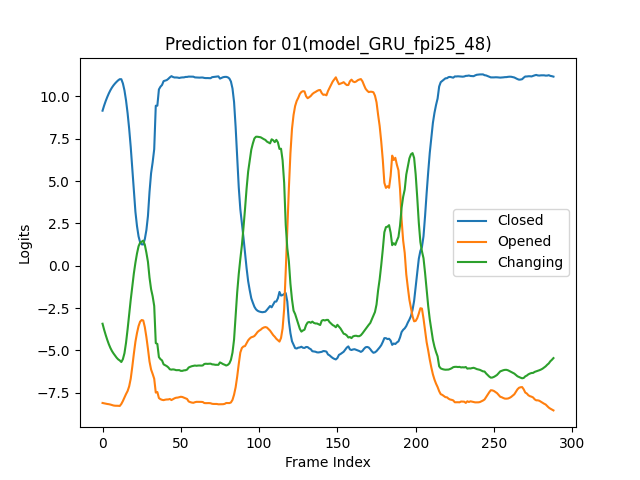 Prediction for 01(model_GRU_fpi25_48)
Logits
10.0
7.5
5.0
2.5
0.0
−2.5
−5.0
−7.5
Closed
Opened
Changing
0 50 100 150 200 250 300
Frame Index